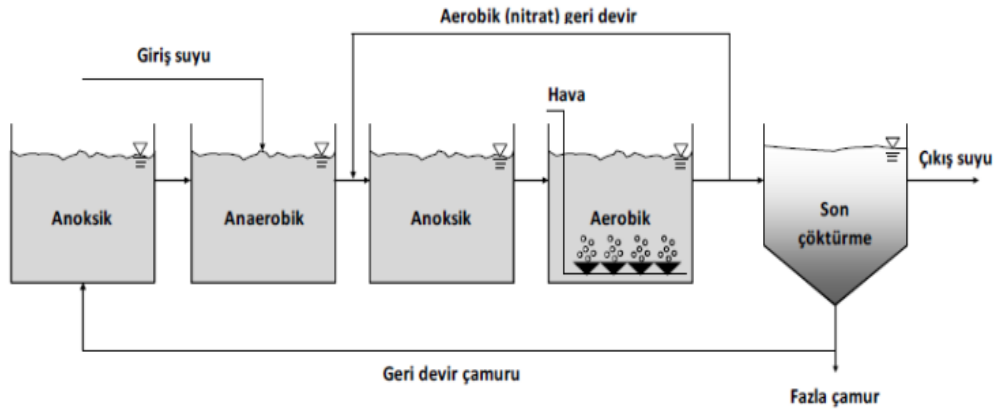 Aerobik (nitrat) geri devir
Giriş suyu
Hava
Çıkış suyu
Anoksik
Anaerobik
Anoksik
Aerobik
Son
çöktürme
Geri devir çamuru
Fazla çamur